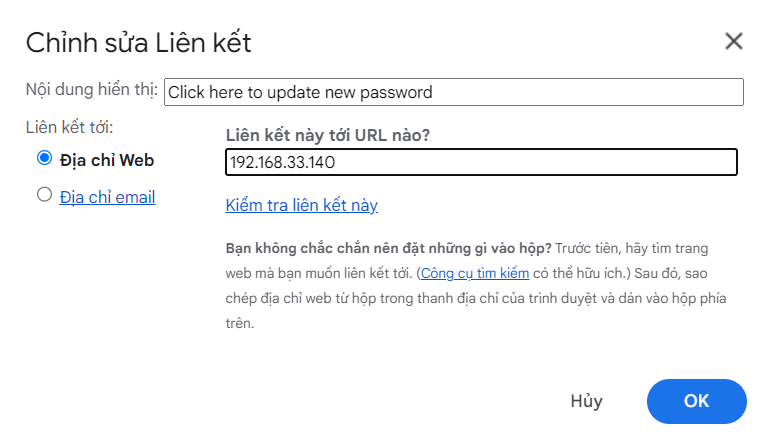 Chỉnh sửa Liên kết
Nội dung hiển thị: Click here to update new password
Liên kết tới:
Địa chỉ Web
Địa chỉ email
Liên kết này tới URL nào?
192.168.33.140
Kiểm tra liên kết này
Bạn không chắc chắn nên đặt những gì vào hộp? Trước tiên, hãy tìm trang
web mà bạn muốn liên kết tới. (Công cụ tìm kiếm có thể hữu ích.) Sau đó, sao
chép địa chỉ web từ hộp trong thanh địa chỉ của trình duyệt và dán vào hộp phía
trên.
Hủy
OK